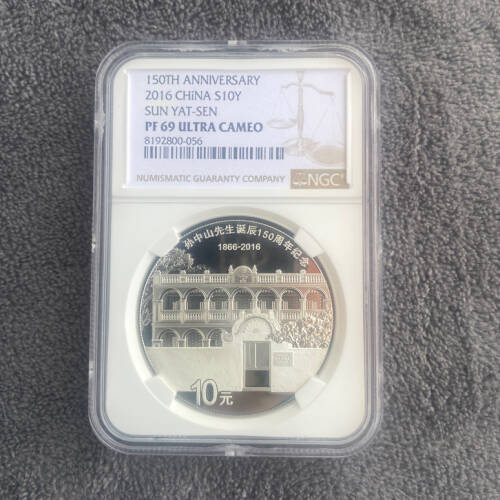 150TH ANNIVERSARY
2016 CHINA S10Y
SUN YAT-SEN
PF 69 ULTRA CAMEO
8192800-056
NUMISMATIC GUARANTY COMPANY
NGC
孙中山先生诞辰150周年纪念
1866-2016
10元